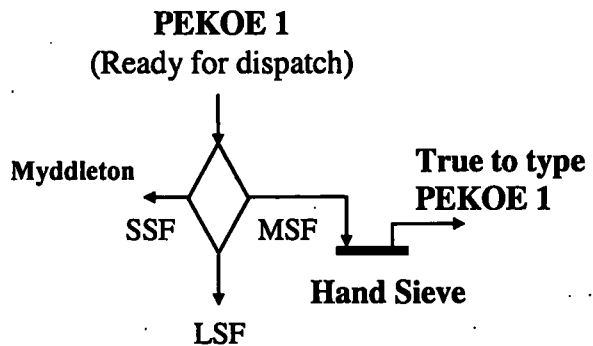 PEKOE 1
(Ready for dispatch)
Myddleton
True to type
PEKOE 1
SSF
MSF
Hand Sieve
LSF